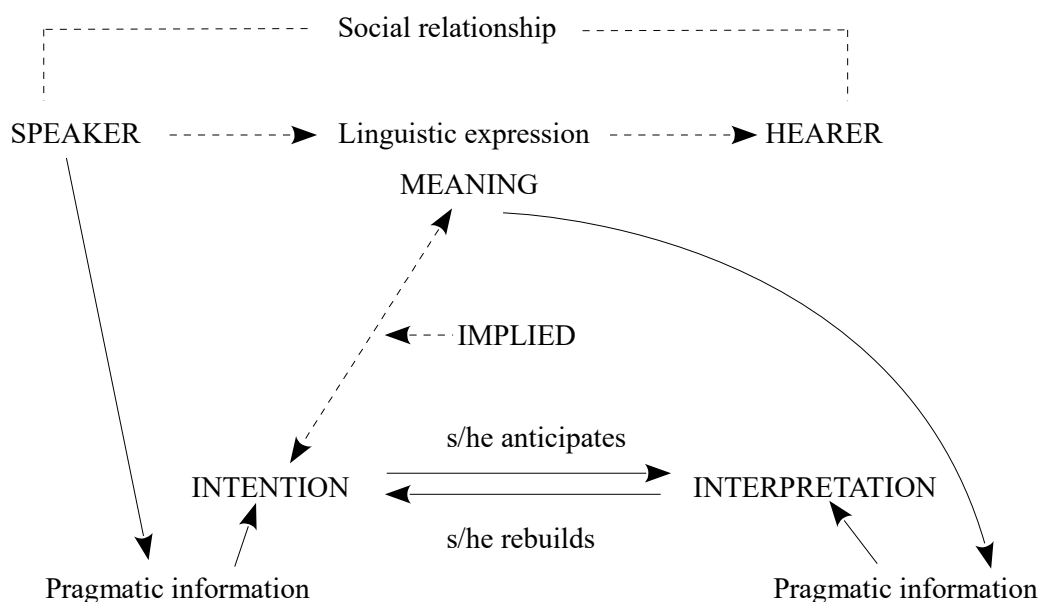 Social relationship
SPEAKER Linguistic expression HEARER
MEANING
IMPLIED
s/he anticipates
INTENTION INTERPRETATION
s/he rebuilds
Pragmatic information Pragmatic information